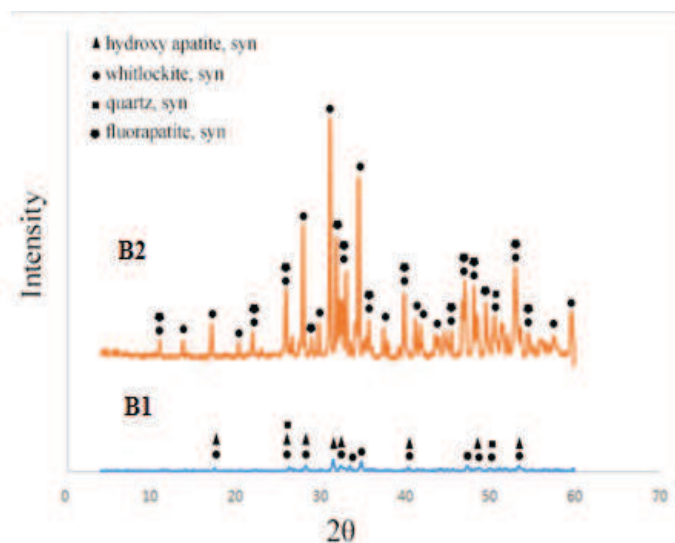 hydroxy apatite, syn
whitlockite, syn
quartz, syn
fluorapatite, syn
Intensity
B2
B1
0 10 20 30 40 50 60 70
2θ